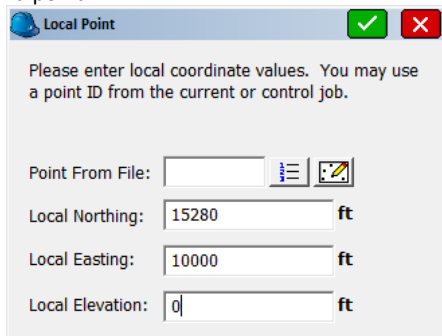 Local Point
Please enter local coordinate values. You may use
a point ID from the current or control job.
Point From File:
Local Northing: 15280 ft
Local Easting: 10000 ft
Local Elevation: 0 ft